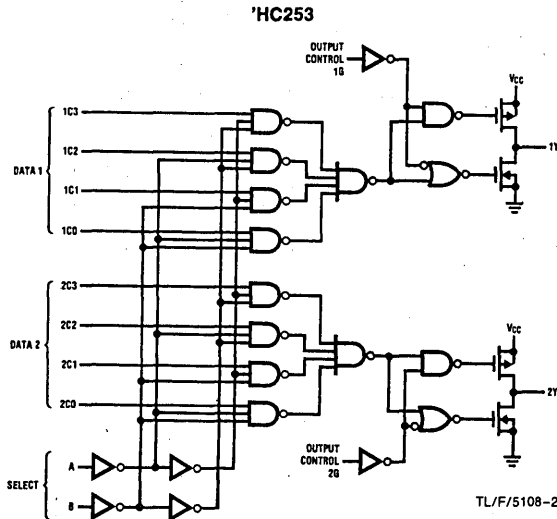 'HC253
OUTPUT
CONTROL
1G
VCC
1C3
1Y
1C2
DATA 1
1C1
1C0
2C3
2C2
VCC
DATA 2
2C1
2Y
2C0
OUTPUT
CONTROL
2G
A
SELECT
B
TL/F/5108-2